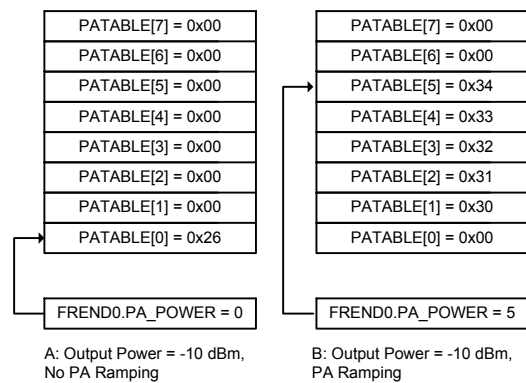 PATABLE[7] = 0x00
PATABLE[6] = 0x00
PATABLE[5] = 0x00
PATABLE[4] = 0x00
PATABLE[3] = 0x00
PATABLE[2] = 0x00
PATABLE[1] = 0x00
PATABLE[0] = 0x26
FREND0.PA_POWER = 0
A: Output Power = -10 dBm,
No PA Ramping
PATABLE[7] = 0x00
PATABLE[6] = 0x00
PATABLE[5] = 0x34
PATABLE[4] = 0x33
PATABLE[3] = 0x32
PATABLE[2] = 0x31
PATABLE[1] = 0x30
PATABLE[0] = 0x00
FREND0.PA_POWER = 5
B: Output Power = -10 dBm,
PA Ramping